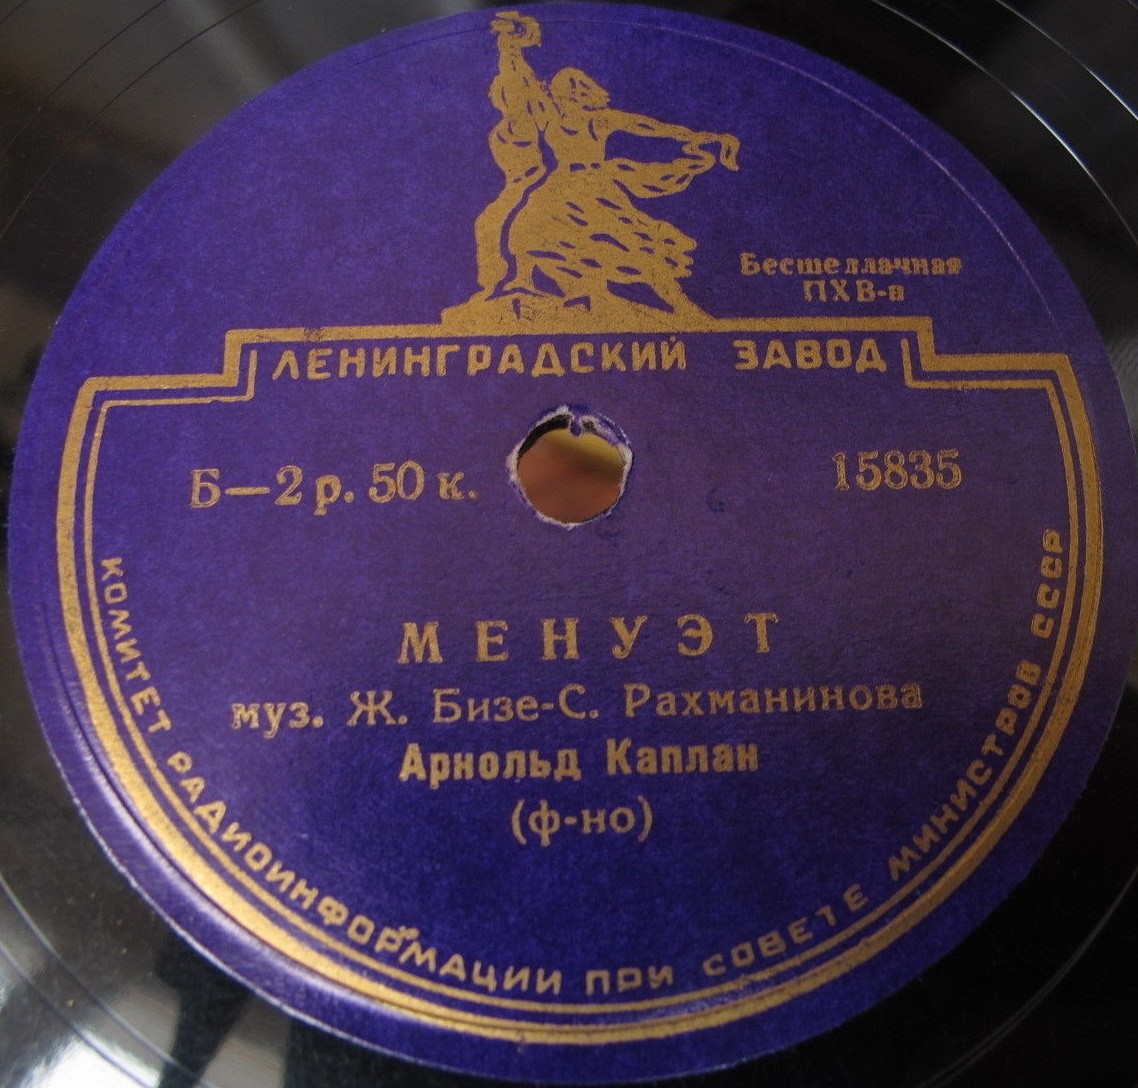 Бесшеллачная
ПХВ-а
ЛЕНИНГРАДСКИЙ ЗАВОД
Б—2 р. 50 к.
15835
МЕНУЭТ
муз. Ж. Бизе-С. Рахманинова
Арнольд Каплан
(ф-но)
КОМИТЕТ РАДИОИНФОРМАЦИИ ПРИ СОВЕТЕ МИНИСТРОВ СССР